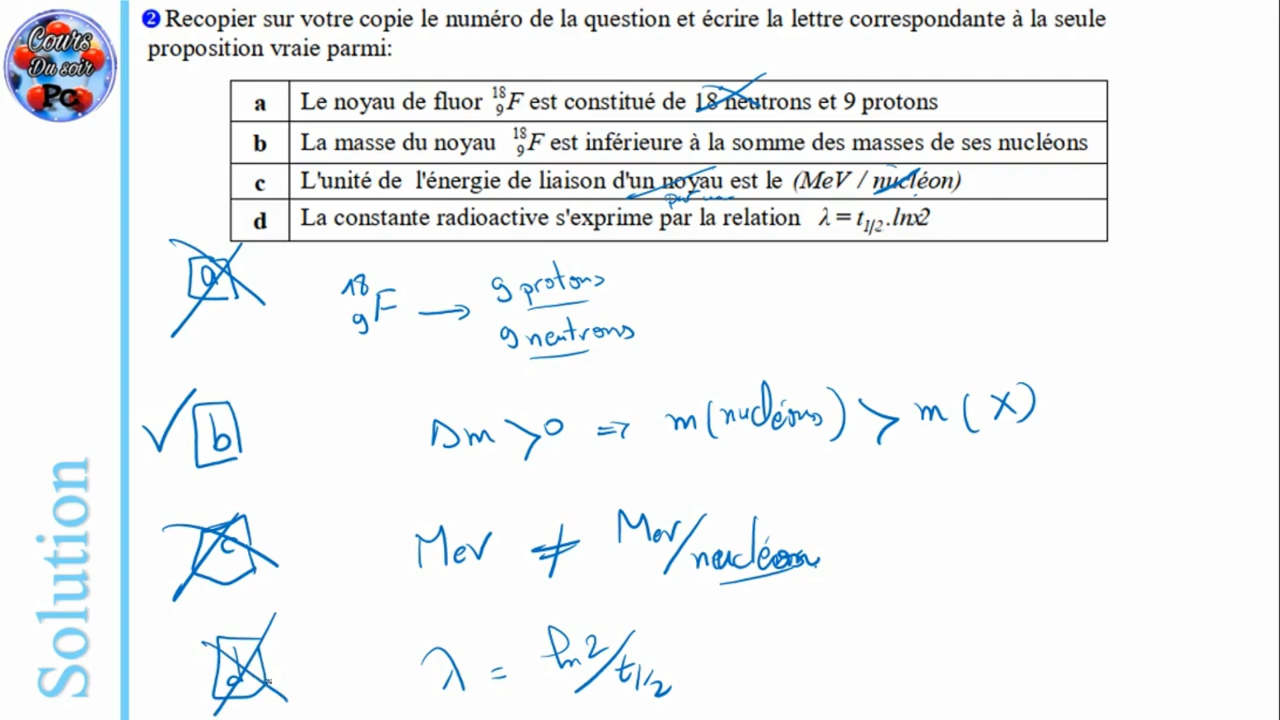 Cours
Du soir
PC
❷ Recopier sur votre copie le numéro de la question et écrire la lettre correspondante à la seule
proposition vraie parmi:
a Le noyau de fluor ¹⁸₉F est constitué de 18 neutrons et 9 protons
b La masse du noyau ¹⁸₉F est inférieure à la somme des masses de ses nucléons
c L'unité de l'énergie de liaison d'un noyau est le (MeV / nucléon)
d La constante radioactive s'exprime par la relation λ = t₁/₂.lnx2
a ¹⁸₉F → 9 protons
9 neutrons
b Δm > 0 ⇒ m(nucléons) > m(X)
c MeV ≠ MeV/nucléon
d λ = ln2/t₁/₂
Solution